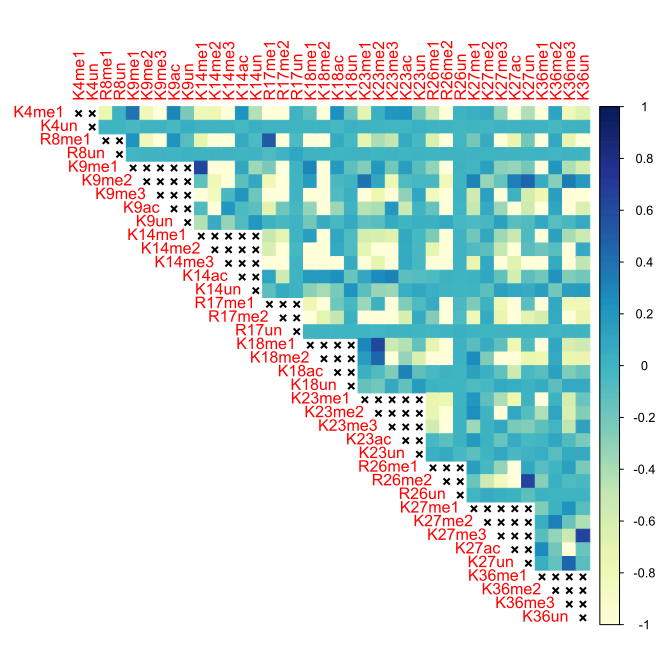 K4me1
K4un
R8me1
R8un
K9me1
K9me2
K9me3
K9ac
K9un
K14me1
K14me2
K14me3
K14ac
K14un
R17me1
R17me2
R17un
K18me1
K18me2
K18ac
K18un
K23me1
K23me2
K23me3
K23ac
K23un
R26me1
R26me2
R26un
K27me1
K27me2
K27me3
K27ac
K27un
K36me1
K36me2
K36me3
K36un
K4me1
K4un
R8me1
R8un
K9me1
K9me2
K9me3
K9ac
K9un
K14me1
K14me2
K14me3
K14ac
K14un
R17me1
R17me2
R17un
K18me1
K18me2
K18ac
K18un
K23me1
K23me2
K23me3
K23ac
K23un
R26me1
R26me2
R26un
K27me1
K27me2
K27me3
K27ac
K27un
K36me1
K36me2
K36me3
K36un
1
0.8
0.6
0.4
0.2
0
-0.2
-0.4
-0.6
-0.8
-1